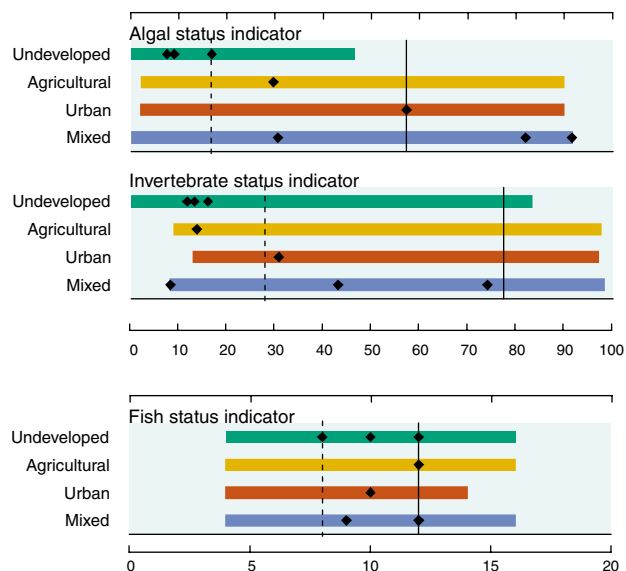 Algal status indicator
Undeveloped
Agricultural
Urban
Mixed
Invertebrate status indicator
Undeveloped
Agricultural
Urban
Mixed
0 10 20 30 40 50 60 70 80 90 100
Fish status indicator
Undeveloped
Agricultural
Urban
Mixed
0 5 10 15 20